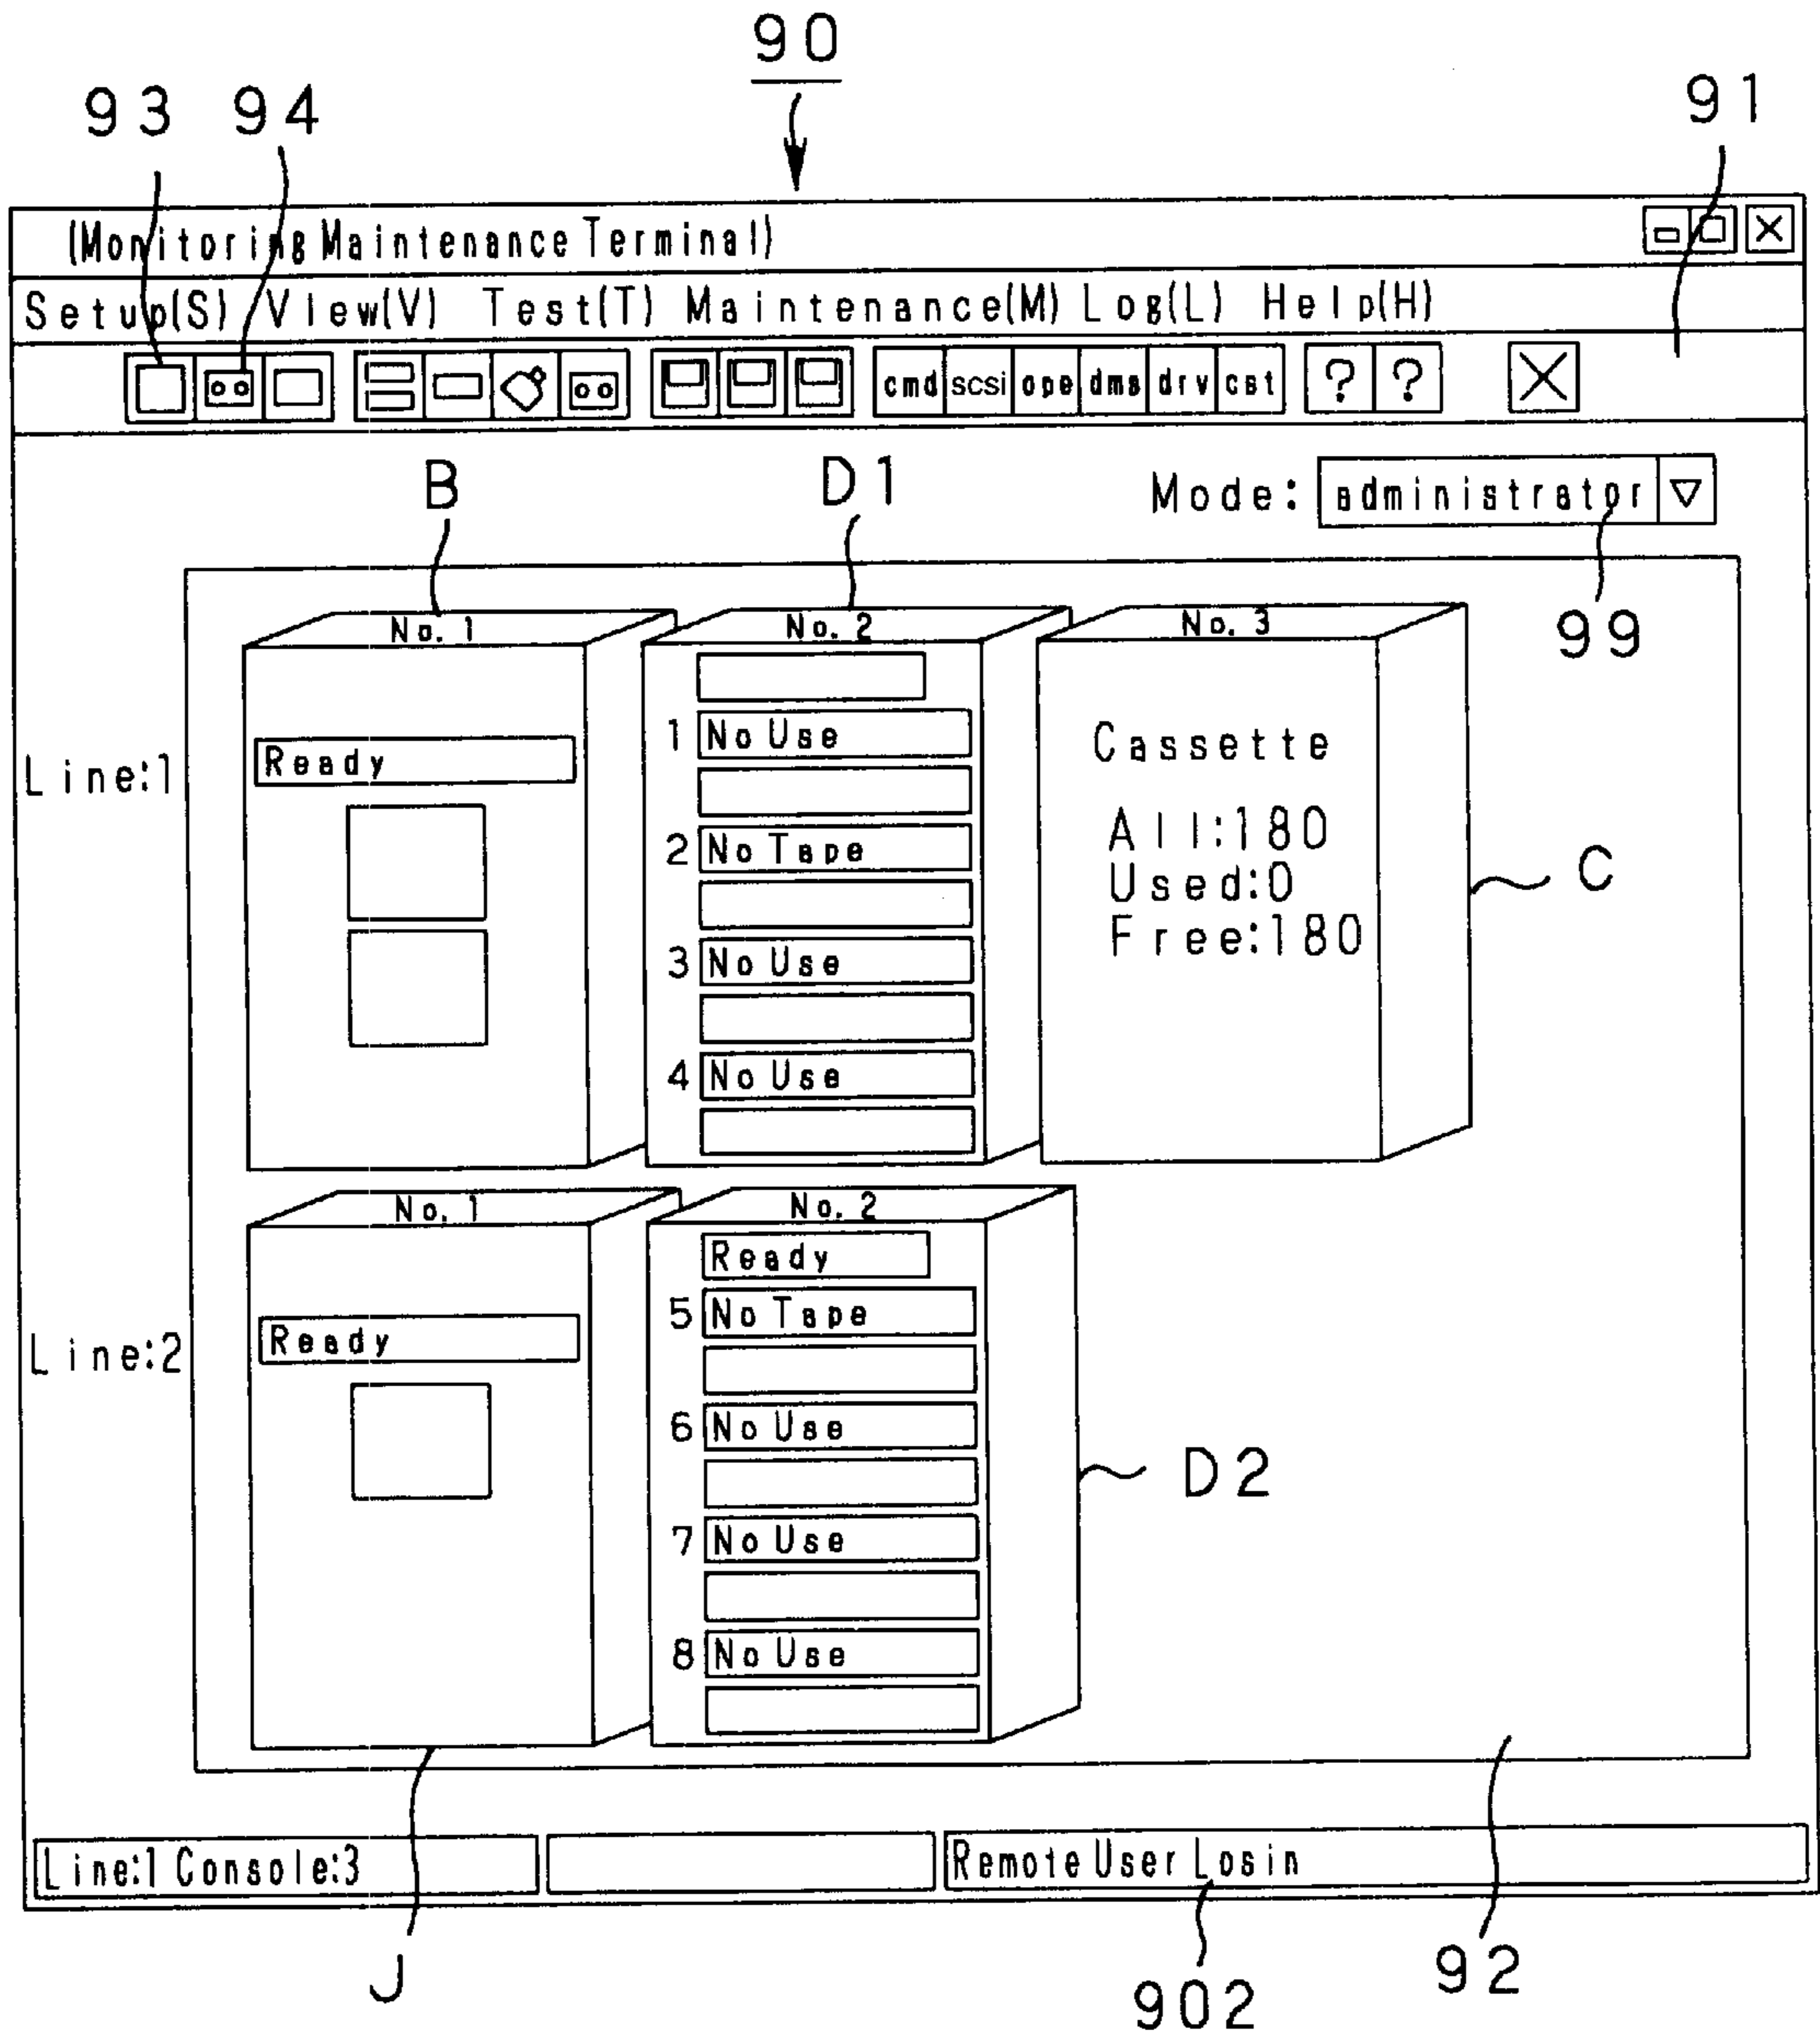 90
93 94 91
(Monitoring Maintenance Terminal)
Setup(S) View(V) Test(T) Maintenance(M) Log(L) Help(H)
cmd scsi ope dms drv cst ? ?
Mode: administrator
B D1
99
No. 1 No. 2 No. 3
Line:1
Ready
1 No Use
2 No Tape
3 No Use
4 No Use
Cassette
All:180
Used:0
Free:180
C
No. 1 No. 2
Line:2
Ready
Ready
5 No Tape
6 No Use
7 No Use
8 No Use
D2
Line:1 Console:3
Remote User Losin
J 902 92